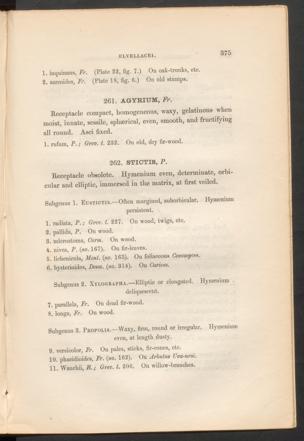 ELVELLACEI. 375
1. inquinans, Fr. (Plate 22, fig. 7.) On oak-trunks, etc.
2. sarcoides, Fr. (Plate 18, fig. 6.) On old stumps.
261. AGYRIUM, Fr.
Receptacle compact, homogeneous, waxy, gelatinous when
moist, innate, sessile, sphærical, even, smooth, and fructifying
all round. Asci fixed.
1. rufum, P.; Grev. t. 232. On old, dry fir-wood.
262. STICTIS, P.
Receptacle obsolete. Hymenium even, determinate, orbi-
cular and elliptic, immersed in the matrix, at first veiled.
Subgenus 1. EUSTICTIS.—Often margined, suborbicular. Hymenium
persistent.
1. radiata, P.; Grev. t. 227. On wood, twigs, etc.
2. pallida, P. On wood.
3. microstoma, Carm. On wood.
4. nivea, P. (no. 167). On fir-leaves.
5. lichenicola, Mont. (no. 163). On foliaceous
6. hysterioides, Desm. (no. 318). On Carices.
Subgenus 2. XYLOGRAPHA.—Elliptic or elongated. Hymenium
deliquescent.
7. parallela, Fr. On dead fir-wood.
8. longa, Fr. On wood.
Subgenus 3. PROPOLIS.—Waxy, firm, round or irregular. Hymenium
even, at length dusty.
9. versicolor, Fr. On pales, sticks, fir-cones, etc.
10. phacidioides, Fr. (no. 162). On Arbutus Uva-ursi.
11. Wauchii, H.; Grev. t. 206. On willow-branches.